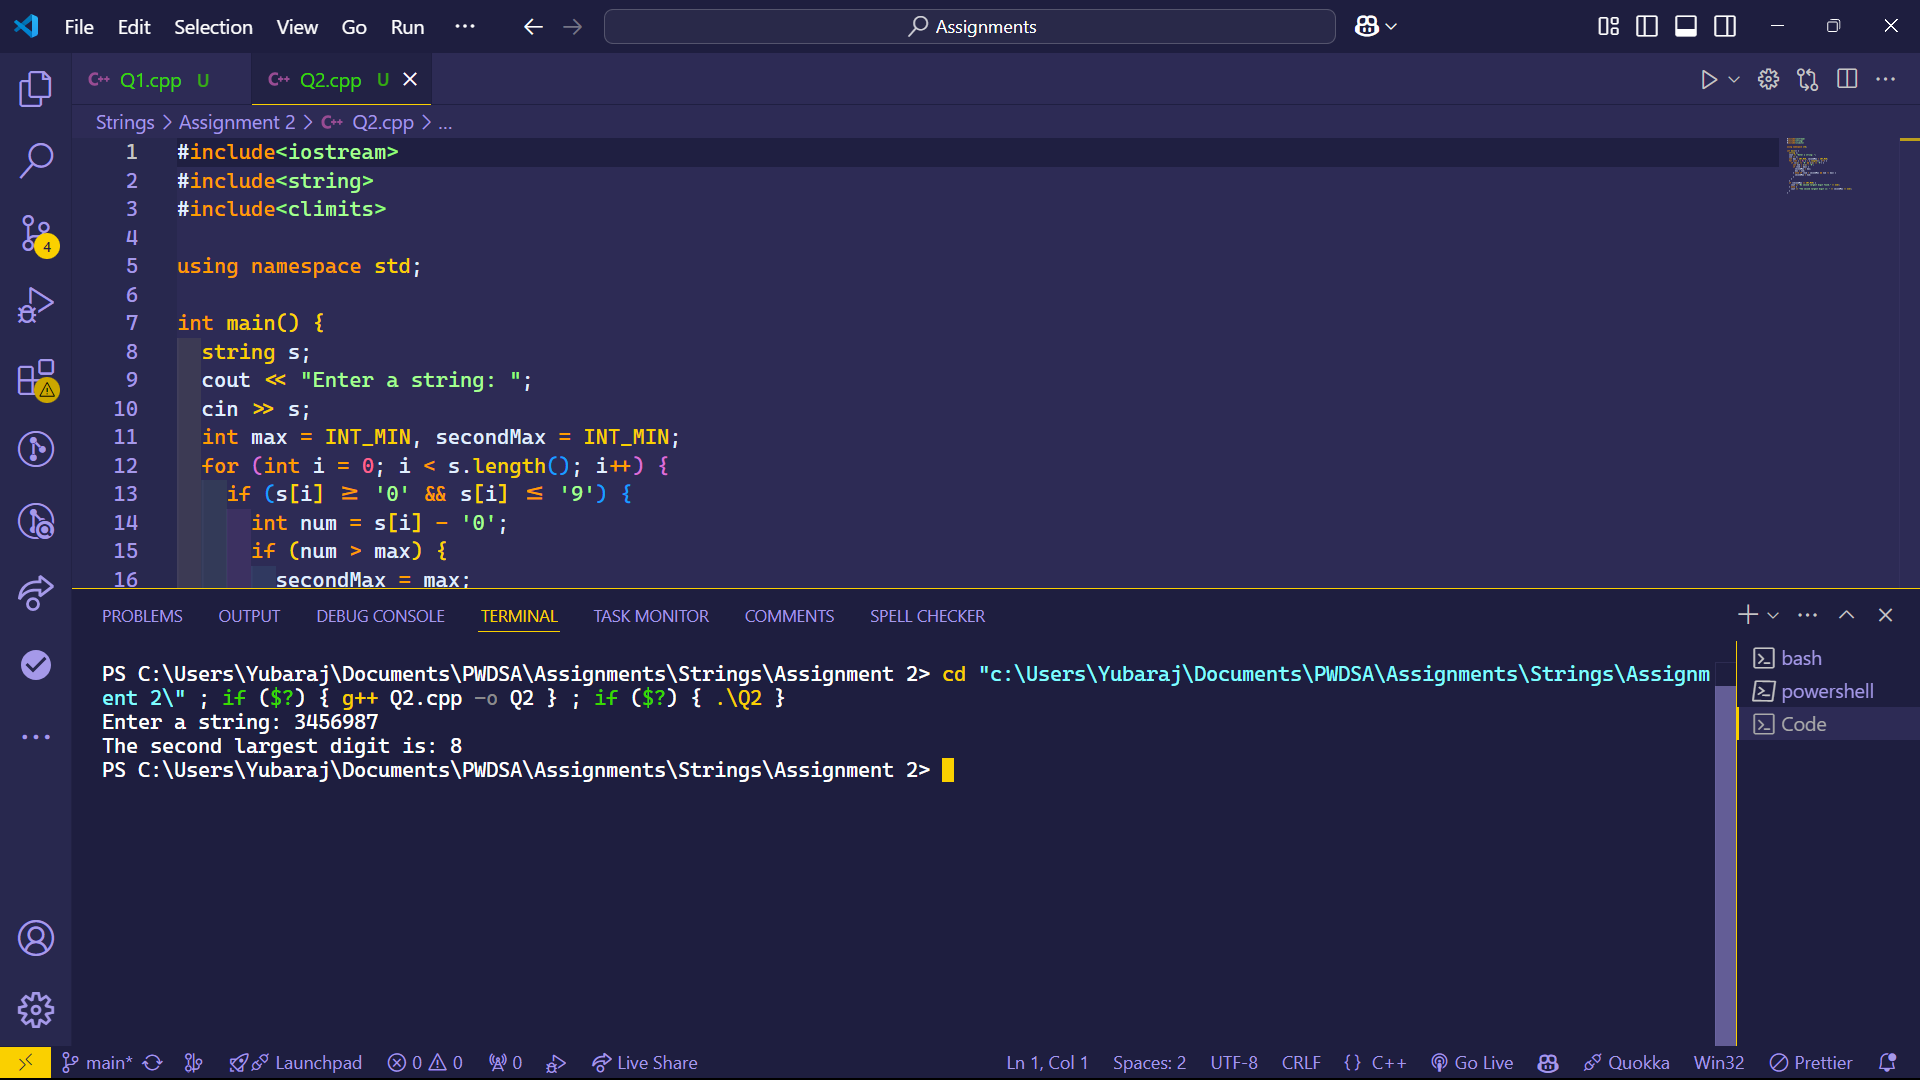 File Edit Selection View Go Run ··· Assignments
Q1.cpp U Q2.cpp U
Strings > Assignment 2 > Q2.cpp > ...
1 #include<iostream>
2 #include<string>
3 #include<climits>
4
5 using namespace std;
6
7 int main() {
8 string s;
9 cout << "Enter a string: ";
10 cin >> s;
11 int max = INT_MIN, secondMax = INT_MIN;
12 for (int i = 0; i < s.length(); i++) {
13 if (s[i] >= '0' && s[i] <= '9') {
14 int num = s[i] - '0';
15 if (num > max) {
16 secondMax = max;
4
PROBLEMS OUTPUT DEBUG CONSOLE TERMINAL TASK MONITOR COMMENTS SPELL CHECKER
PS C:\Users\Yubaraj\Documents\PWDSA\Assignments\Strings\Assignment 2> cd "c:\Users\Yubaraj\Documents\PWDSA\Assignments\Strings\Assignm
ent 2\" ; if ($?) { g++ Q2.cpp -o Q2 } ; if ($?) { .\Q2 }
Enter a string: 3456987
The second largest digit is: 8
PS C:\Users\Yubaraj\Documents\PWDSA\Assignments\Strings\Assignment 2>
bash
powershell
Code
main* Launchpad 0 0 0 Live Share Ln 1, Col 1 Spaces: 2 UTF-8 CRLF {} C++ Go Live Quokka Win32 Prettier